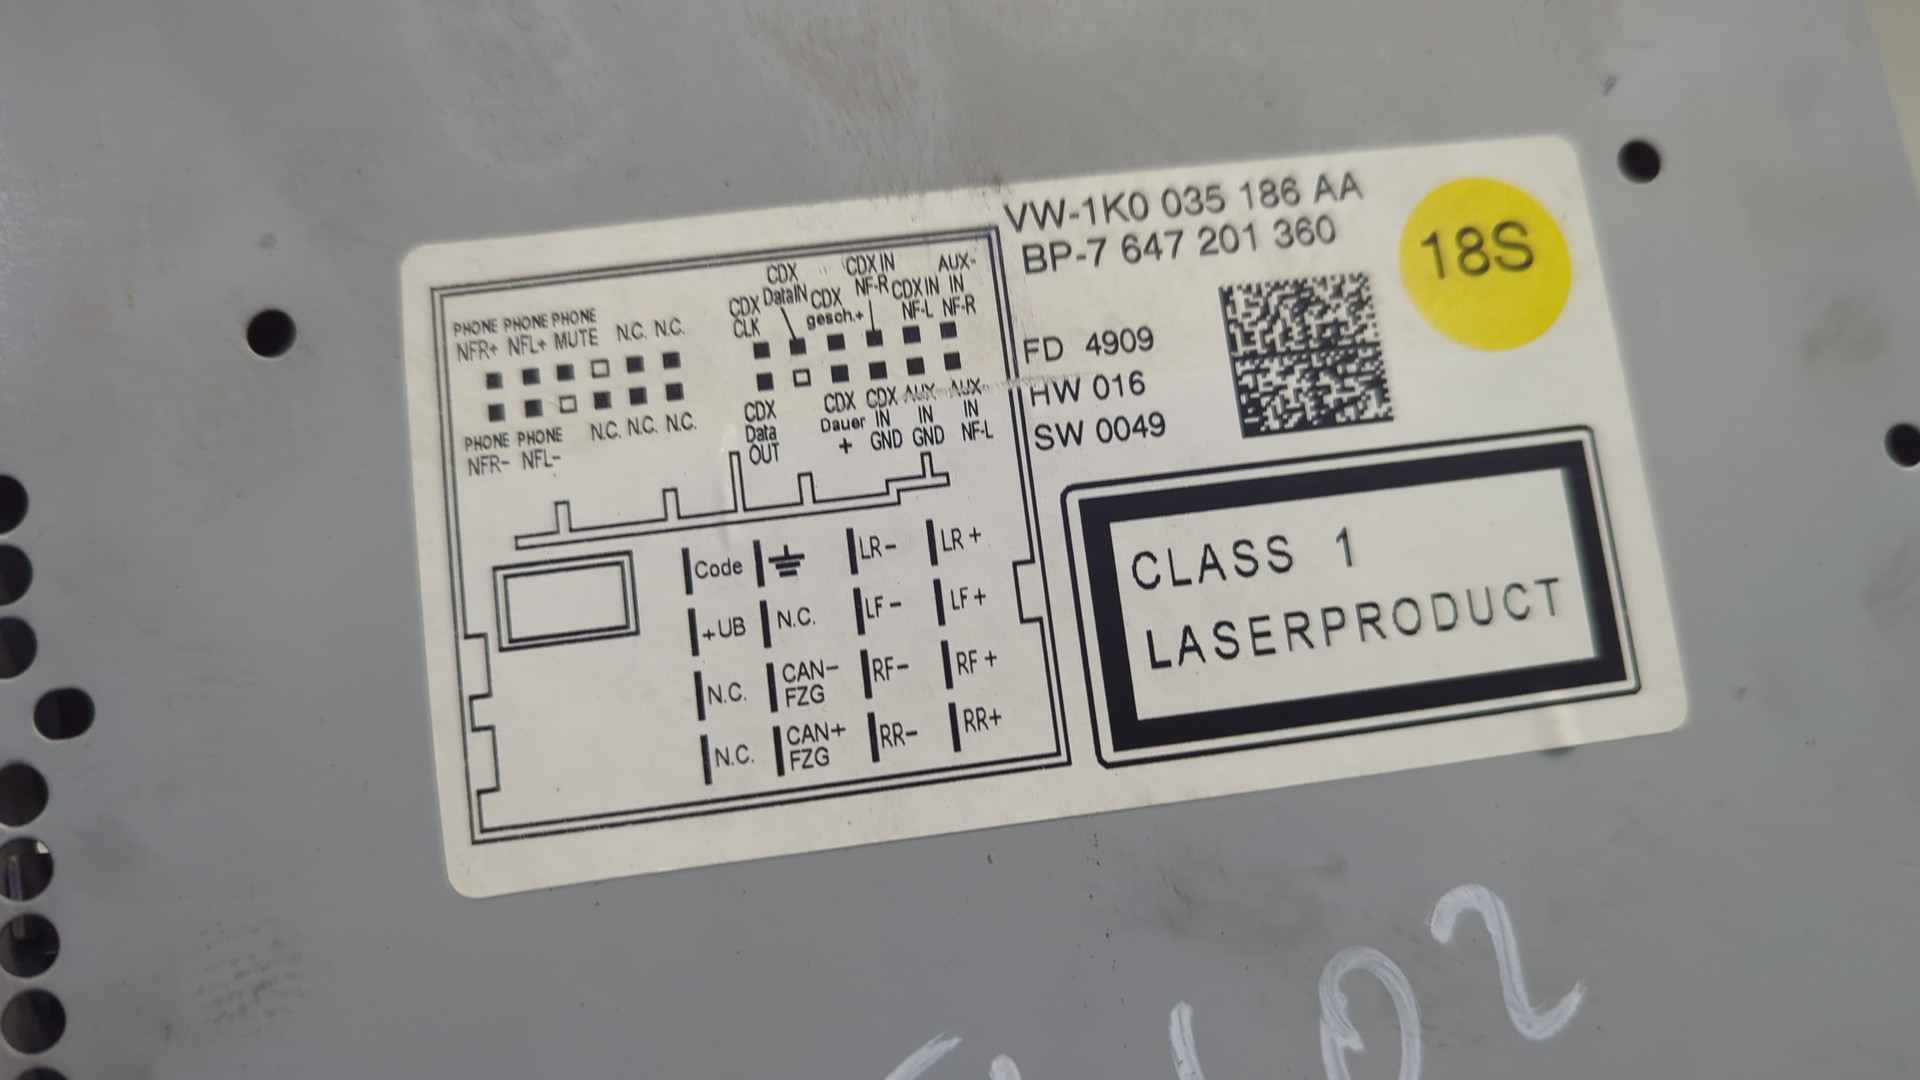 VW-1K0 035 186 AA
BP-7 647 201 360
18S
FD 4909
HW 016
SW 0049
PHONE NFR+
PHONE NFL+
PHONE MUTE
N.C. N.C.
CDX CLK
CDX DataIN
CDX gesch.+
CDX IN NF-R
CDX IN NF-L
AUX-IN NF-R
PHONE NFR-
PHONE NFL-
N.C. N.C. N.C.
CDX Data OUT
CDX Dauer +
CDX IN GND
AUX IN GND
AUX- IN NF-L
Code LR- LR+
+UB N.C. LF- LF+
N.C. CAN- FZG RF- RF+
N.C. CAN+ FZG RR- RR+
CLASS 1
LASERPRODUCT